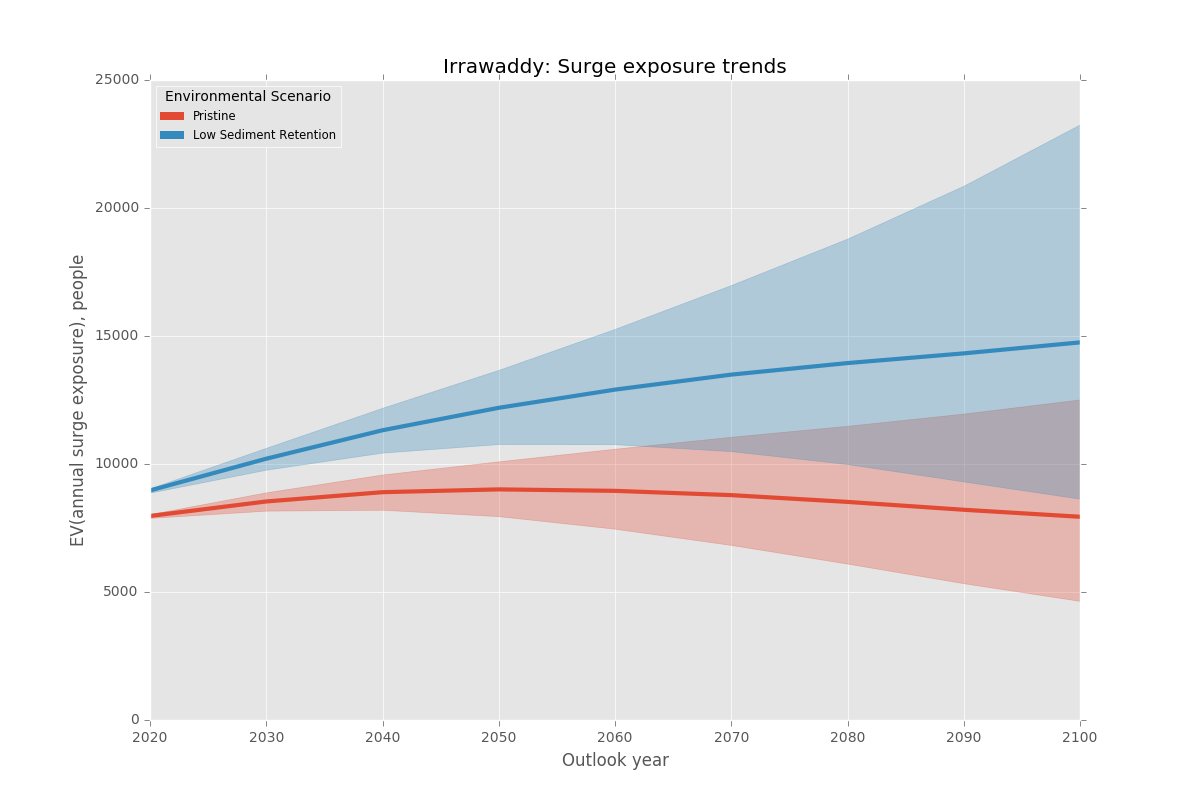 Irrawaddy: Surge exposure trends
Environmental Scenario
Pristine
Low Sediment Retention
EV(annual surge exposure), people
25000
20000
15000
10000
5000
0
2020 2030 2040 2050 2060 2070 2080 2090 2100
Outlook year